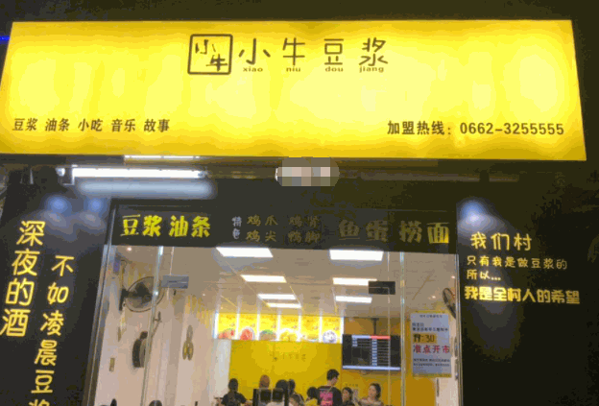 小牛
小牛豆浆
xiao niu dou jiang
豆浆 油条 小吃 音乐 故事
加盟热线：0662-3255555
豆浆油条
鸡爪 鸡肾
鸡尖 鸭脚
鱼蛋捞面
深夜的酒
不如凌晨豆浆
我们村
只有我是做豆浆的
所以...
我是全村人的希望
准点开市